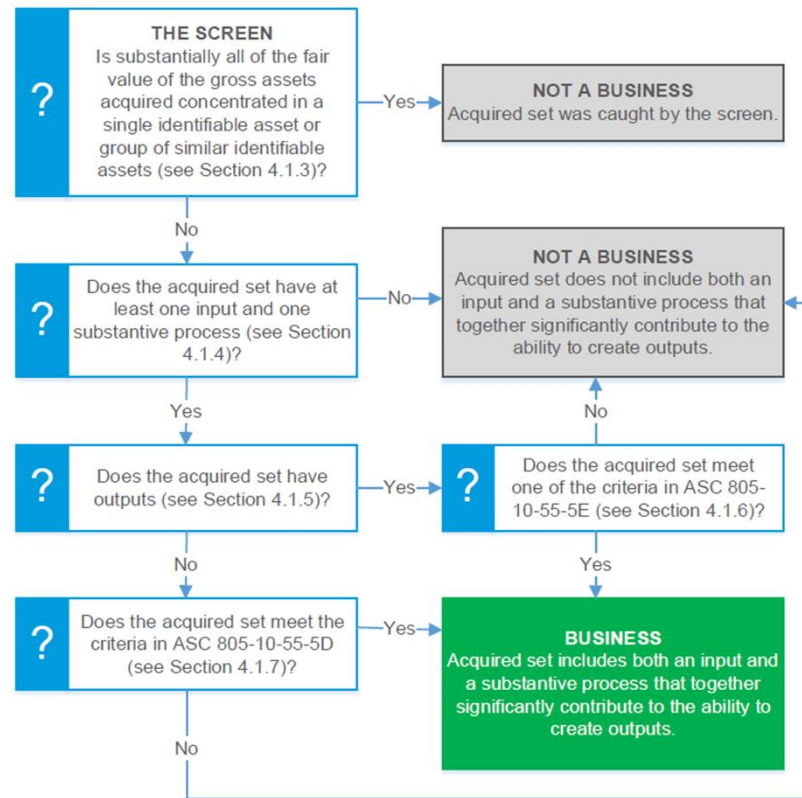 ?
THE SCREEN
Is substantially all of the fair
value of the gross assets
acquired concentrated in a
single identifiable asset or
group of similar identifiable
assets (see Section 4.1.3)?
Yes
NOT A BUSINESS
Acquired set was caught by the screen.
No
?
Does the acquired set have at
least one input and one
substantive process (see Section
4.1.4)?
No
NOT A BUSINESS
Acquired set does not include both an
input and a substantive process that
together significantly contribute to the
ability to create outputs.
Yes
No
?
Does the acquired set have
outputs (see Section 4.1.5)?
Yes
?
Does the acquired set meet
one of the criteria in ASC 805-
10-55-5E (see Section 4.1.6)?
No
Yes
?
Does the acquired set meet the
criteria in ASC 805-10-55-5D
(see Section 4.1.7)?
Yes
BUSINESS
Acquired set includes both an input and
a substantive process that together
significantly contribute to the ability to
create outputs.
No